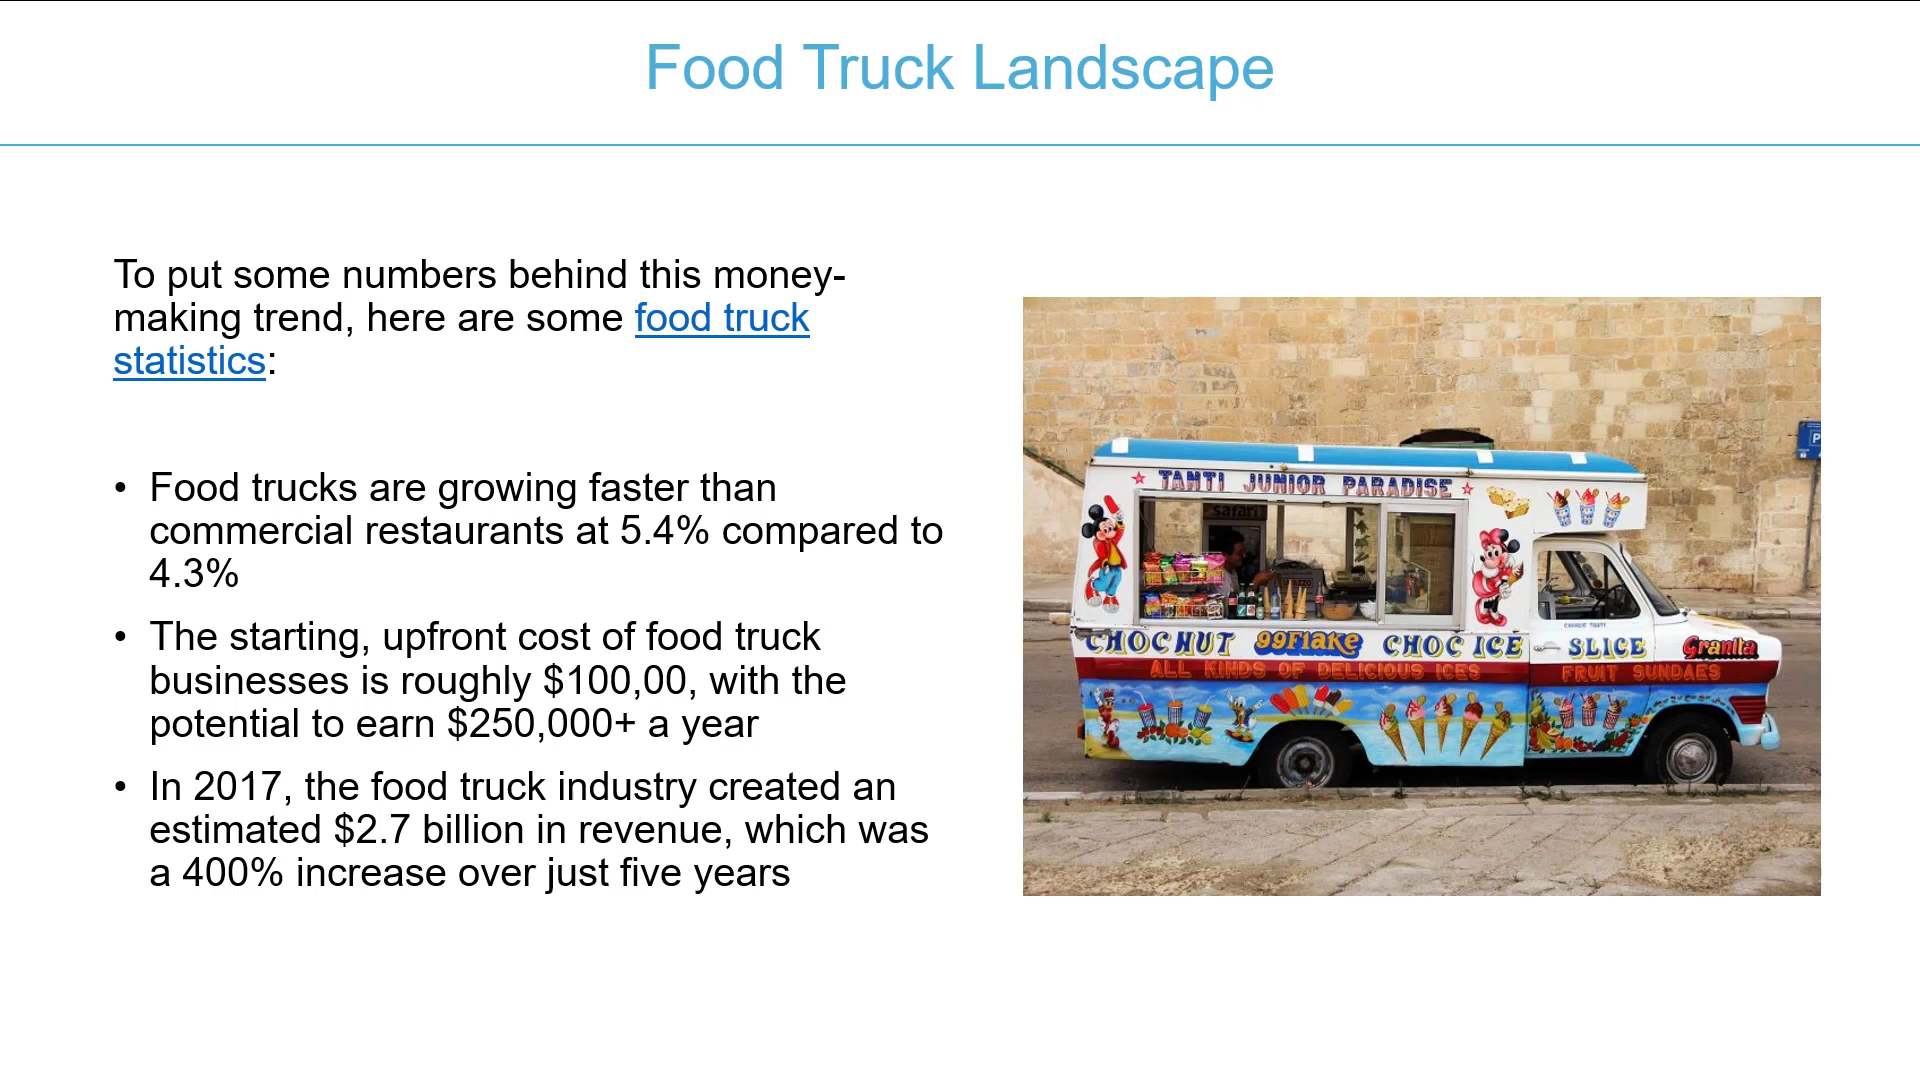 Food Truck Landscape
To put some numbers behind this money-
making trend, here are some food truck
statistics:
• Food trucks are growing faster than
commercial restaurants at 5.4% compared to
4.3%
• The starting, upfront cost of food truck
businesses is roughly $100,00, with the
potential to earn $250,000+ a year
• In 2017, the food truck industry created an
estimated $2.7 billion in revenue, which was
a 400% increase over just five years
TANTI JUNIOR PARADISE
safari
CHOCNUT 99Flake CHOC ICE SLICE Granita
ALL KINDS OF DELICIOUS ICES FRUIT SUNDAES
P